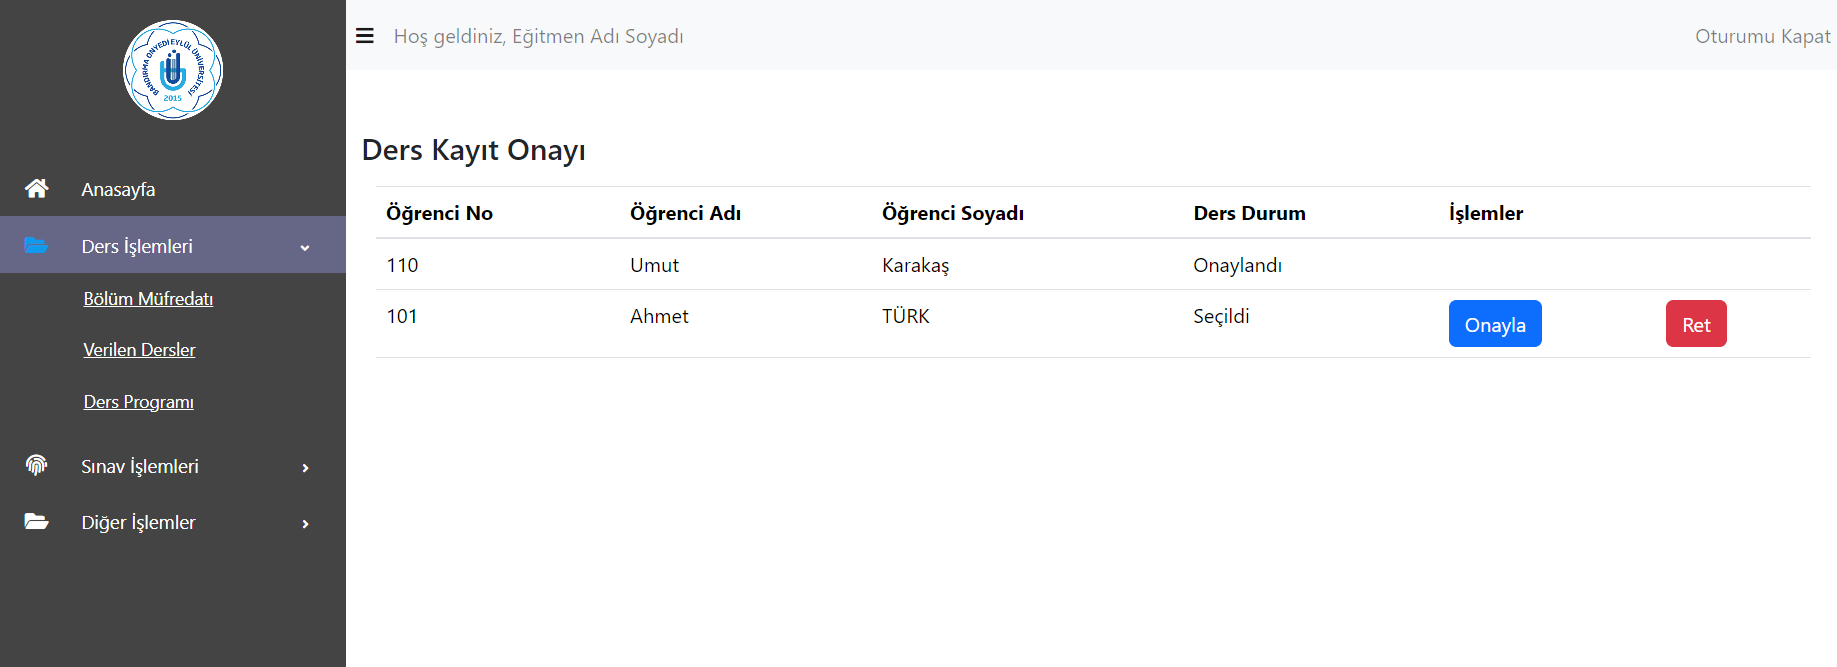 BANDIRMA ONYEDİ EYLÜL ÜNİVERSİTESİ
2015
Hoş geldiniz, Eğitmen Adı Soyadı
Oturumu Kapat
Anasayfa
Ders İşlemleri
Bölüm Müfredatı
Verilen Dersler
Ders Programı
Sınav İşlemleri
Diğer İşlemler
Ders Kayıt Onayı
Öğrenci No Öğrenci Adı Öğrenci Soyadı Ders Durum İşlemler
110 Umut Karakaş Onaylandı
101 Ahmet TÜRK Seçildi Onayla Ret